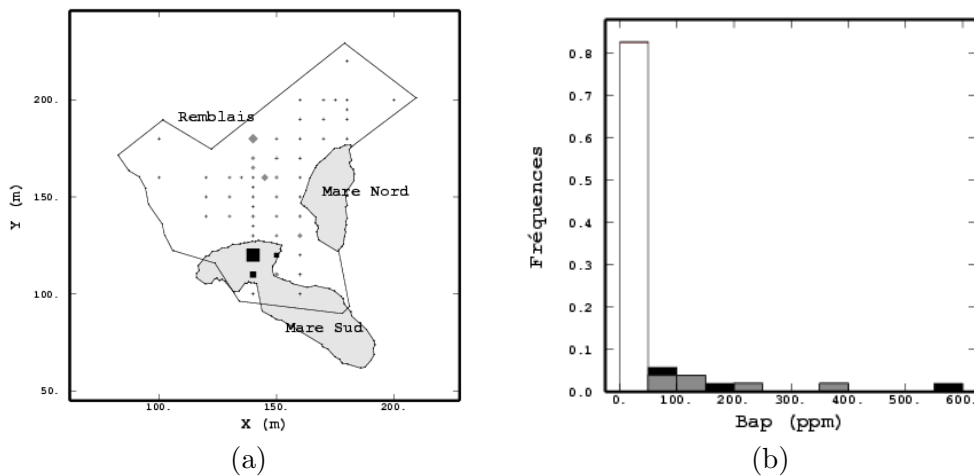 200.
150.
100.
50.
Y (m)
100.
150.
200.
X (m)
Remblais
Mare Nord
Mare Sud
(a)
0.8
0.7
0.6
0.5
0.4
0.3
0.2
0.1
0.0
Fréquences
0.
100.
200.
300.
400.
500.
600.
Bap (ppm)
(b)